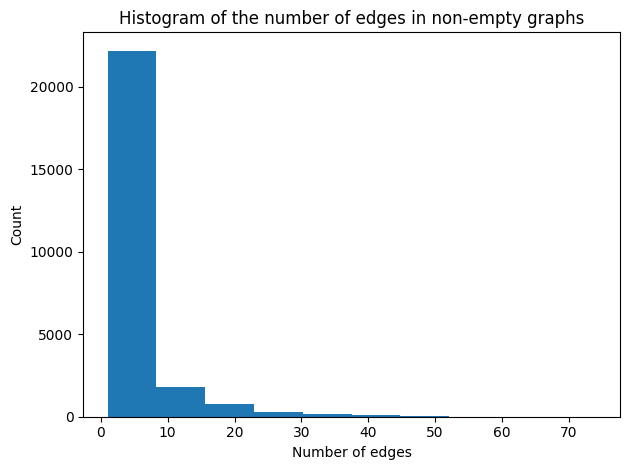 Histogram of the number of edges in non-empty graphs
20000
15000
10000
5000
0
Count
0 10 20 30 40 50 60 70
Number of edges